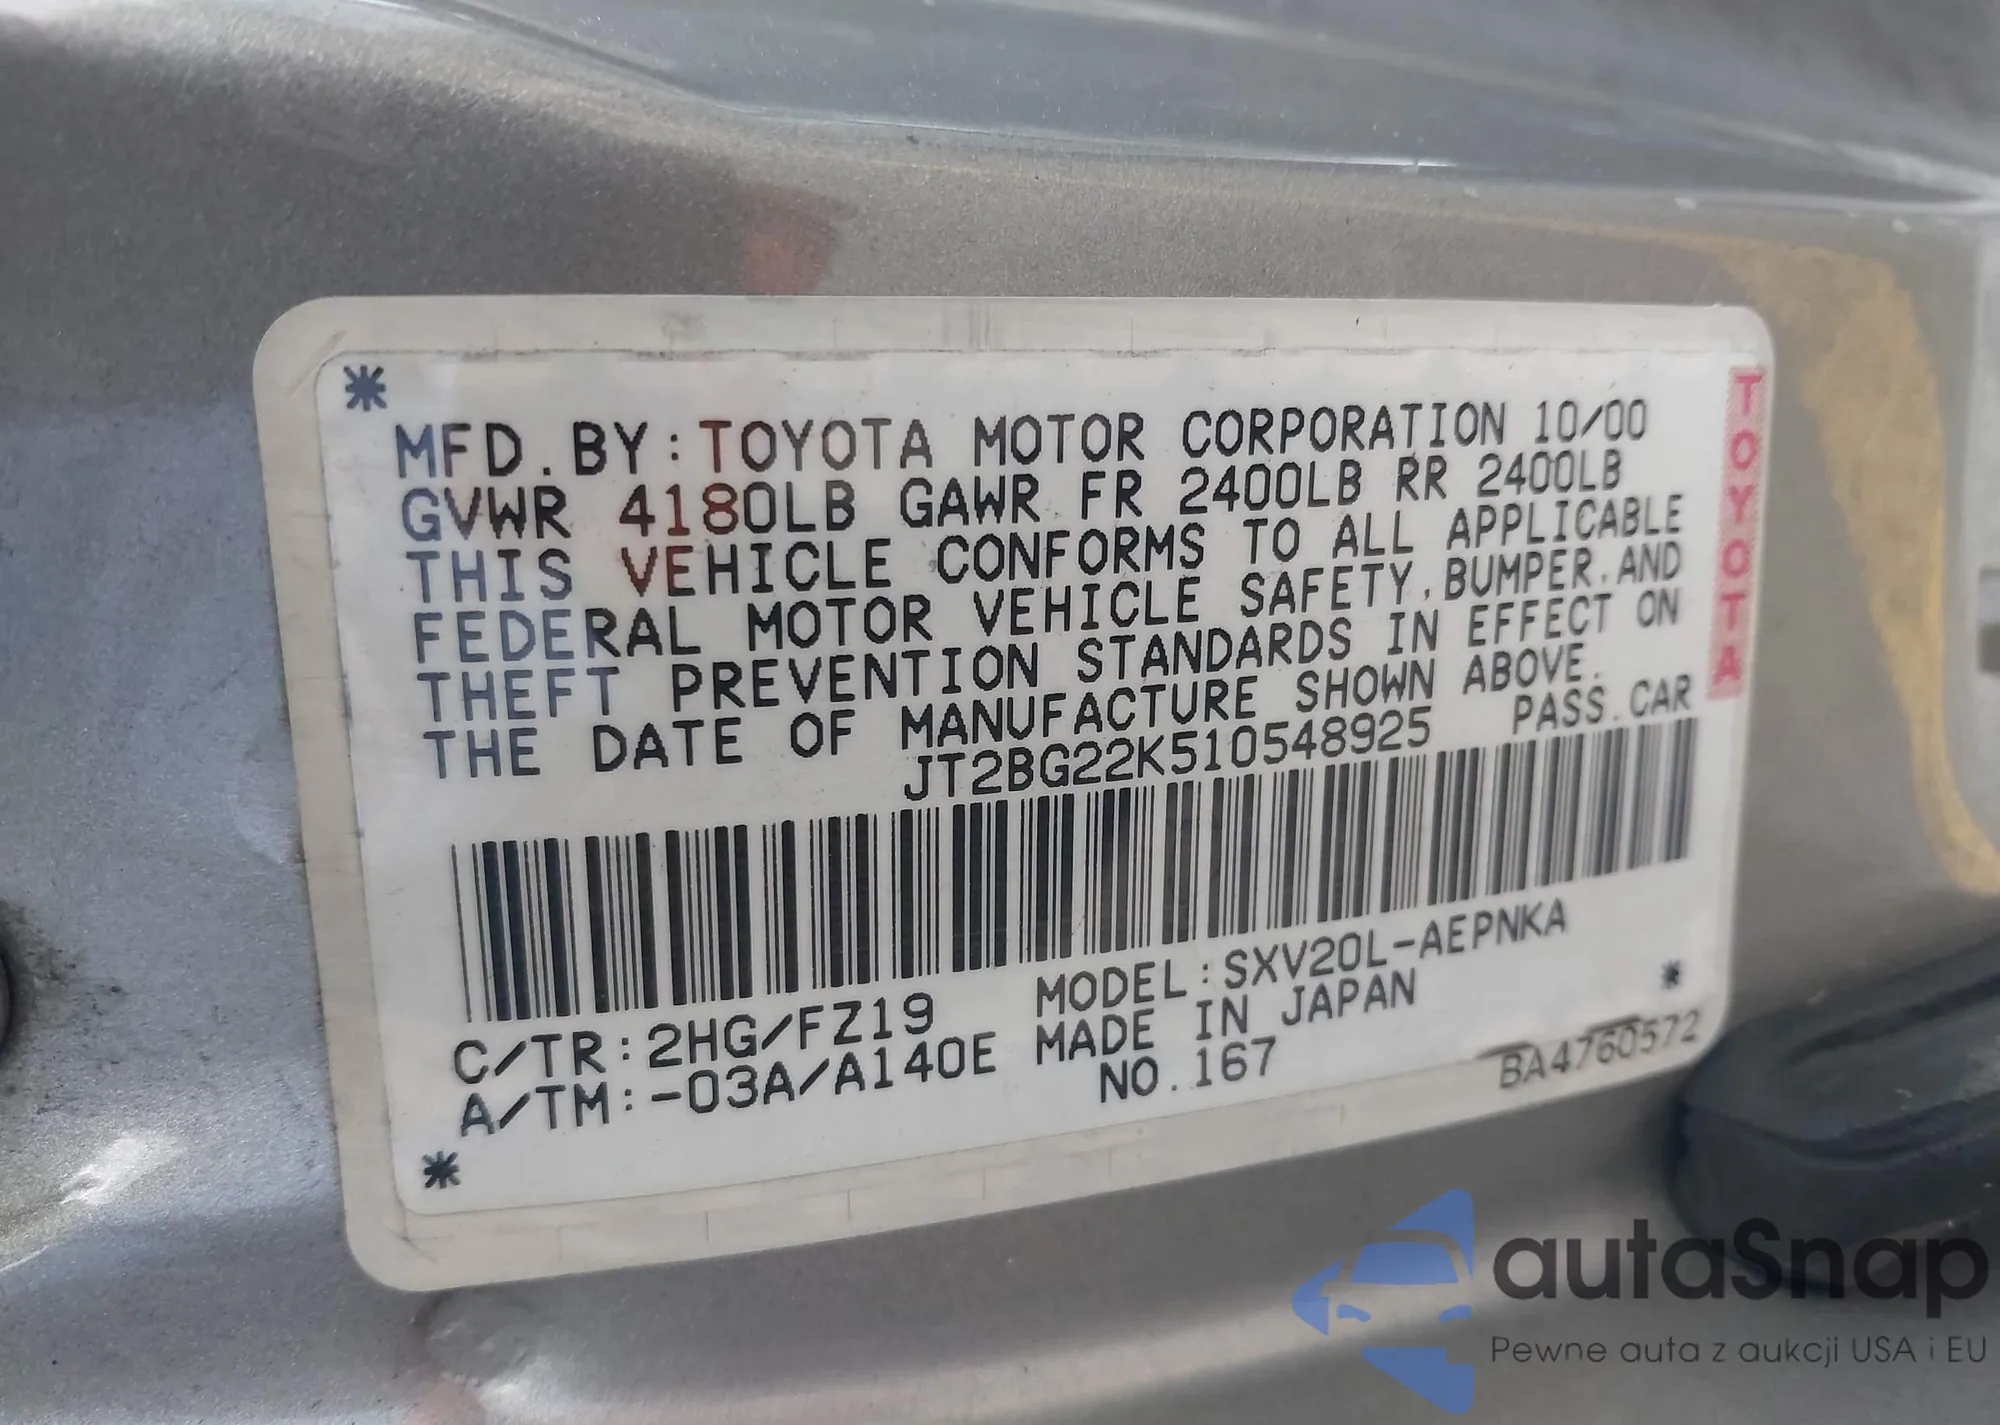 MFD.BY:TOYOTA MOTOR CORPORATION 10/00
GVWR 4180LB GAWR FR 2400LB RR 2400LB
THIS VEHICLE CONFORMS TO ALL APPLICABLE
FEDERAL MOTOR VEHICLE SAFETY,BUMPER,AND
THEFT PREVENTION STANDARDS IN EFFECT ON
THE DATE OF MANUFACTURE SHOWN ABOVE.
JT2BG22K510548925 PASS.CAR
C/TR:2HG/FZ19 MODEL:SXV20L-AEPNKA
A/TM:-03A/A140E MADE IN JAPAN
NO.167 BA4760572
TOYOTA
autaSnap
Pewne auta z aukcji USA i EU